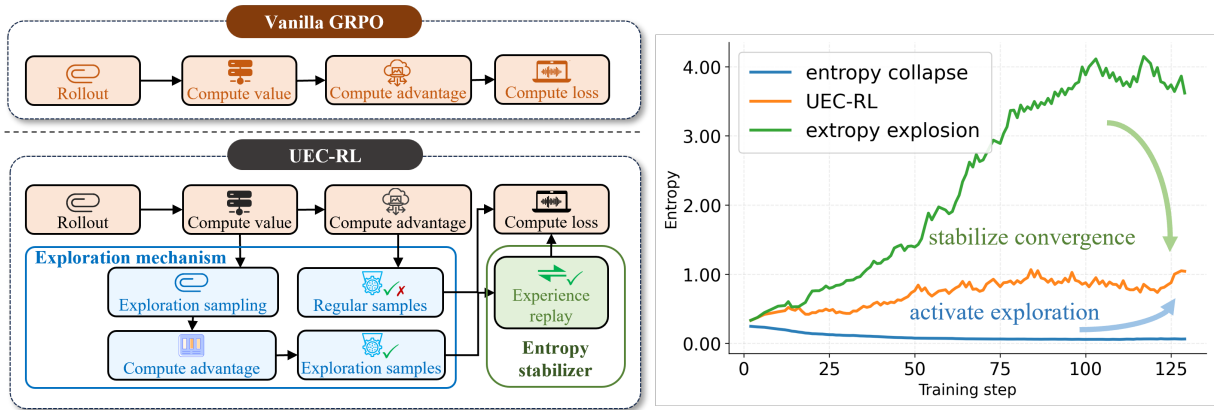 Vanilla GRPO
Rollout
Compute value
Compute advantage
Compute loss
UEC-RL
Rollout
Compute value
Compute advantage
Compute loss
Exploration mechanism
Exploration sampling
Regular samples
Experience
replay
Compute advantage
Exploration samples
Entropy
stabilizer
entropy collapse
UEC-RL
extropy explosion
stabilize convergence
activate exploration
Entropy
4.00
3.00
2.00
1.00
0.00
0
25
50
75
100
125
Training step